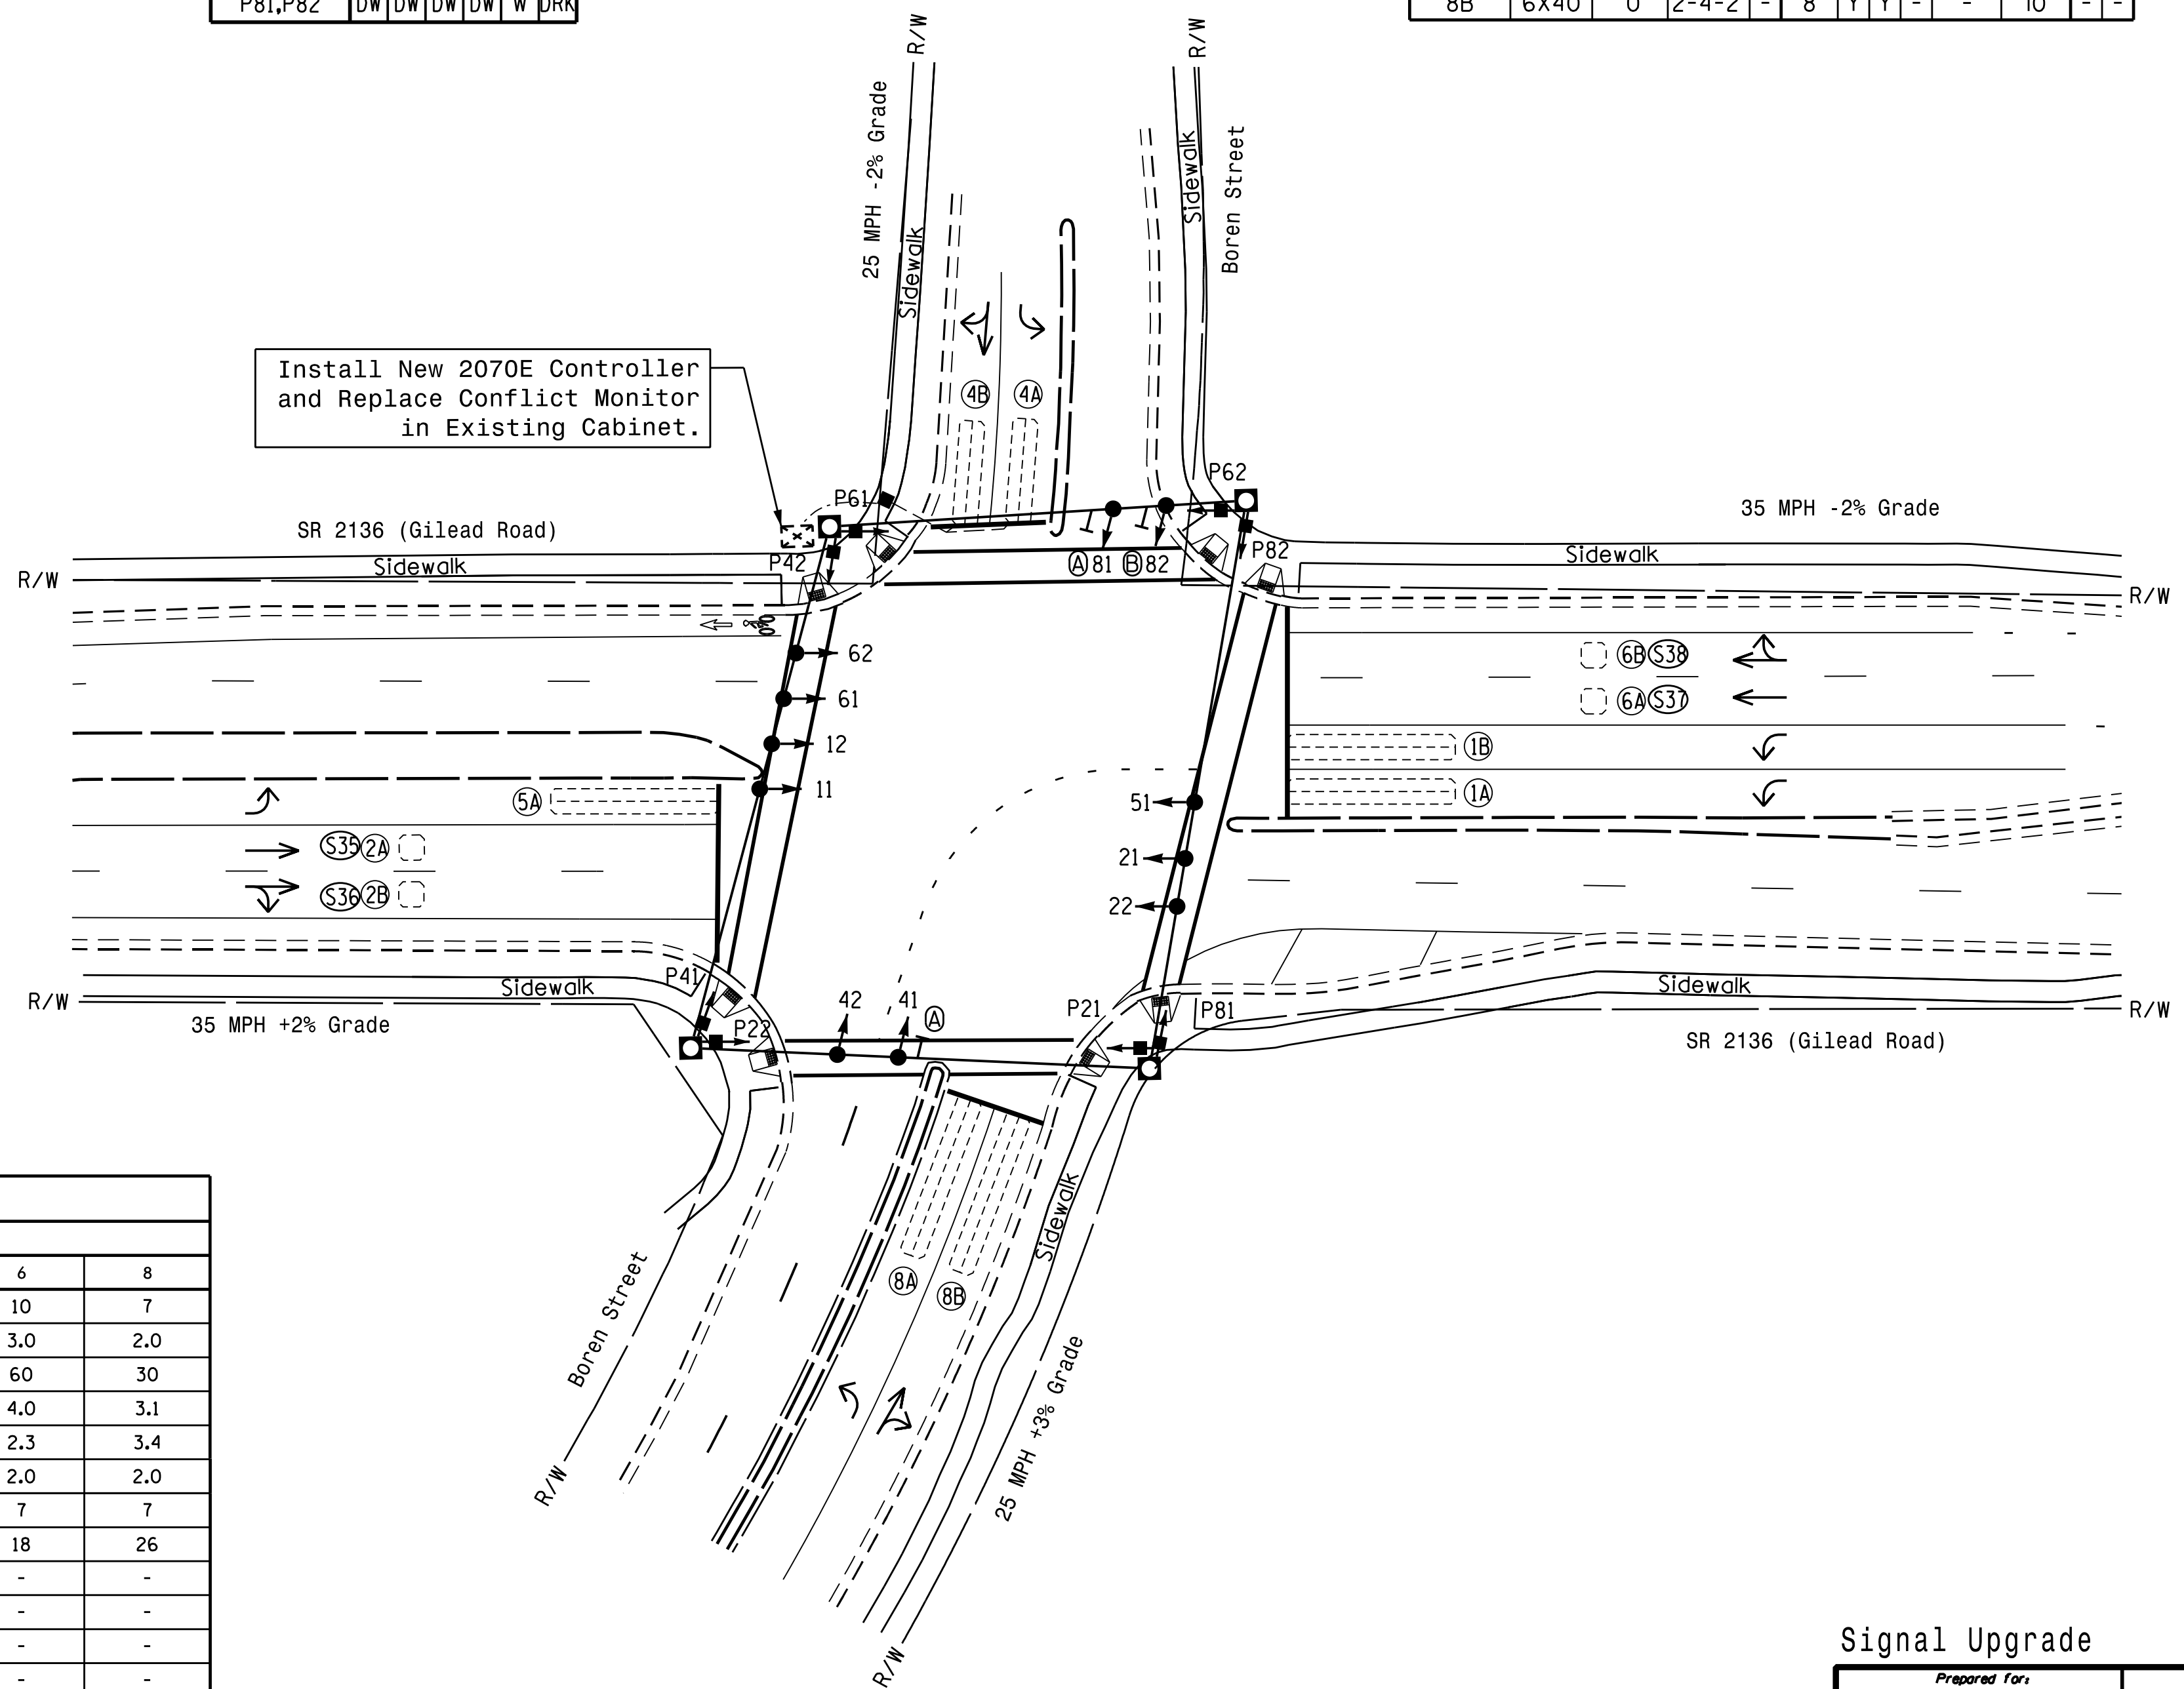 P81,P82 DW DW DW DW W DRK
8B 6X40 0 2-4-2 - 8 Y Y - - 10 - -
R/W
R/W
25 MPH -2% Grade
Sidewalk
Sidewalk
Boren Street
Install New 2070E Controller
and Replace Conflict Monitor
in Existing Cabinet.
4B 4A
P61
P62
SR 2136 (Gilead Road)
35 MPH -2% Grade
Sidewalk
P42
A 81 B 82
P82
Sidewalk
R/W
R/W
62
6B S38
61
6A S37
12
1B
11
1A
5A
51
S35 2A
21
S36 2B
22
P41
Sidewalk
Sidewalk
R/W
42 41 A
P21
P81
R/W
35 MPH +2% Grade
P22
SR 2136 (Gilead Road)
Sidewalk
8A
8B
Boren Street
25 MPH +3% Grade
R/W
R/W
6 8
10 7
3.0 2.0
60 30
4.0 3.1
2.3 3.4
2.0 2.0
7 7
18 26
- -
- -
- -
- -
Signal Upgrade
Prepared for: